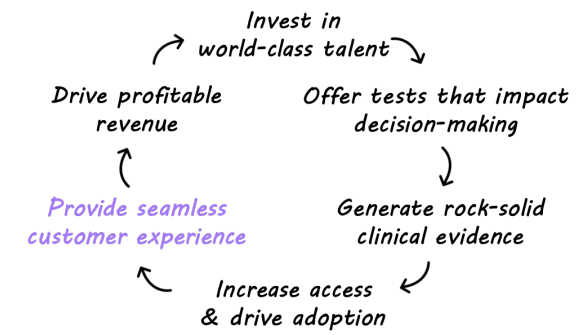 Invest in
world-class talent
Offer tests that impact
decision-making
Generate rock-solid
clinical evidence
Increase access
& drive adoption
Provide seamless
customer experience
Drive profitable
revenue